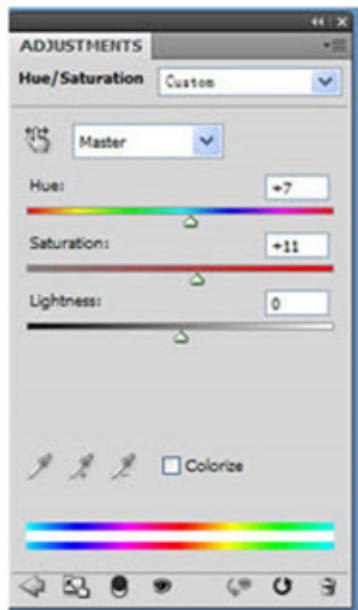 ADJUSTMENTS
Hue/Saturation Custom
Master
Hue: +7
Saturation: +11
Lightness: 0
Colorize